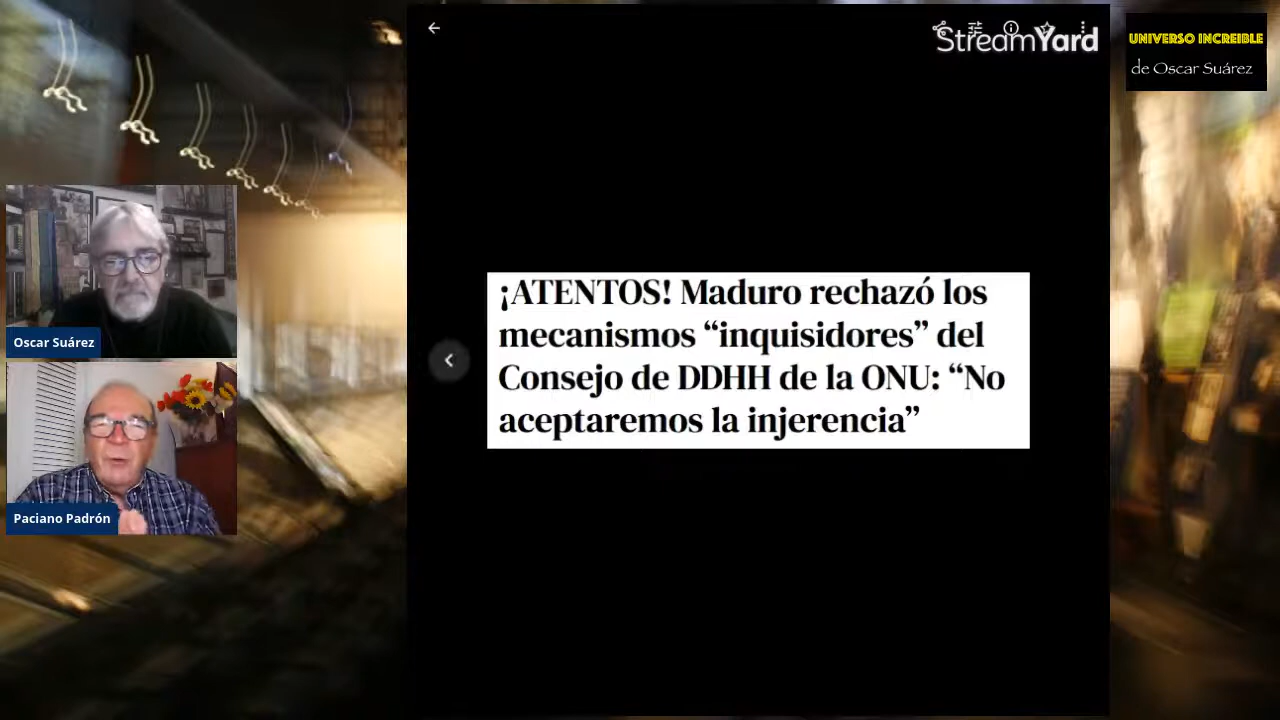 StreamYard
UNIVERSO INCREIBLE
de Oscar Suárez
¡ATENTOS! Maduro rechazó los
mecanismos “inquisidores” del
Consejo de DDHH de la ONU: “No
aceptaremos la injerencia”
Oscar Suárez
Paciano Padrón